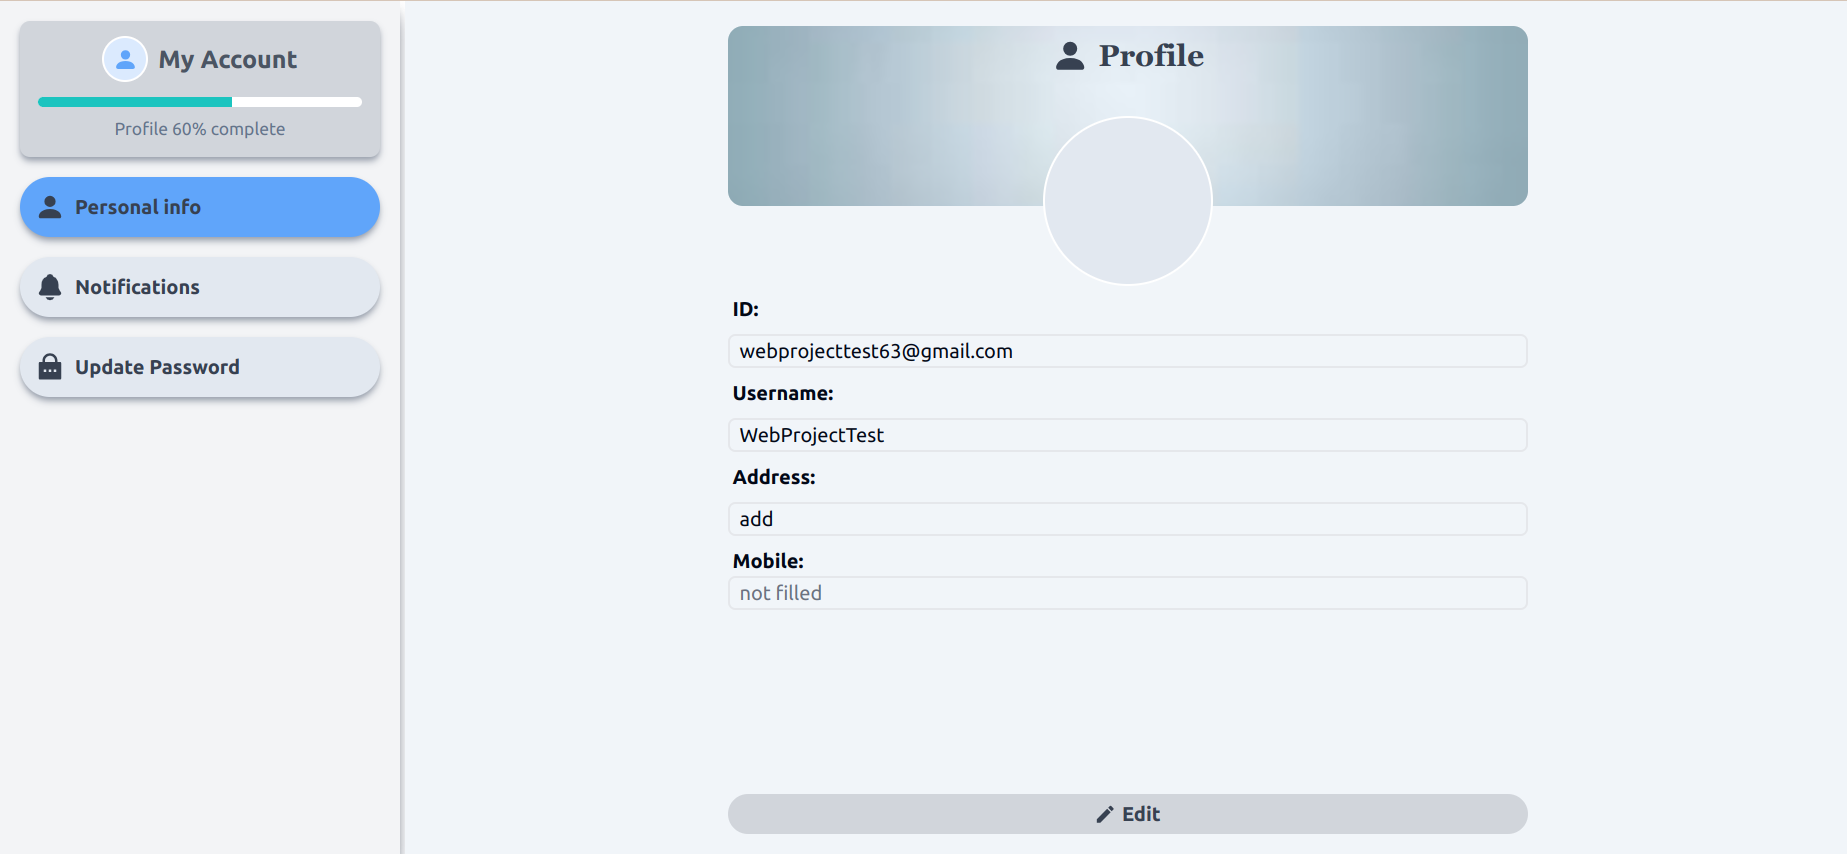 My Account
Profile 60% complete
Personal info
Notifications
Update Password
Profile
ID:
webprojecttest63@gmail.com
Username:
WebProjectTest
Address:
add
Mobile:
not filled
Edit